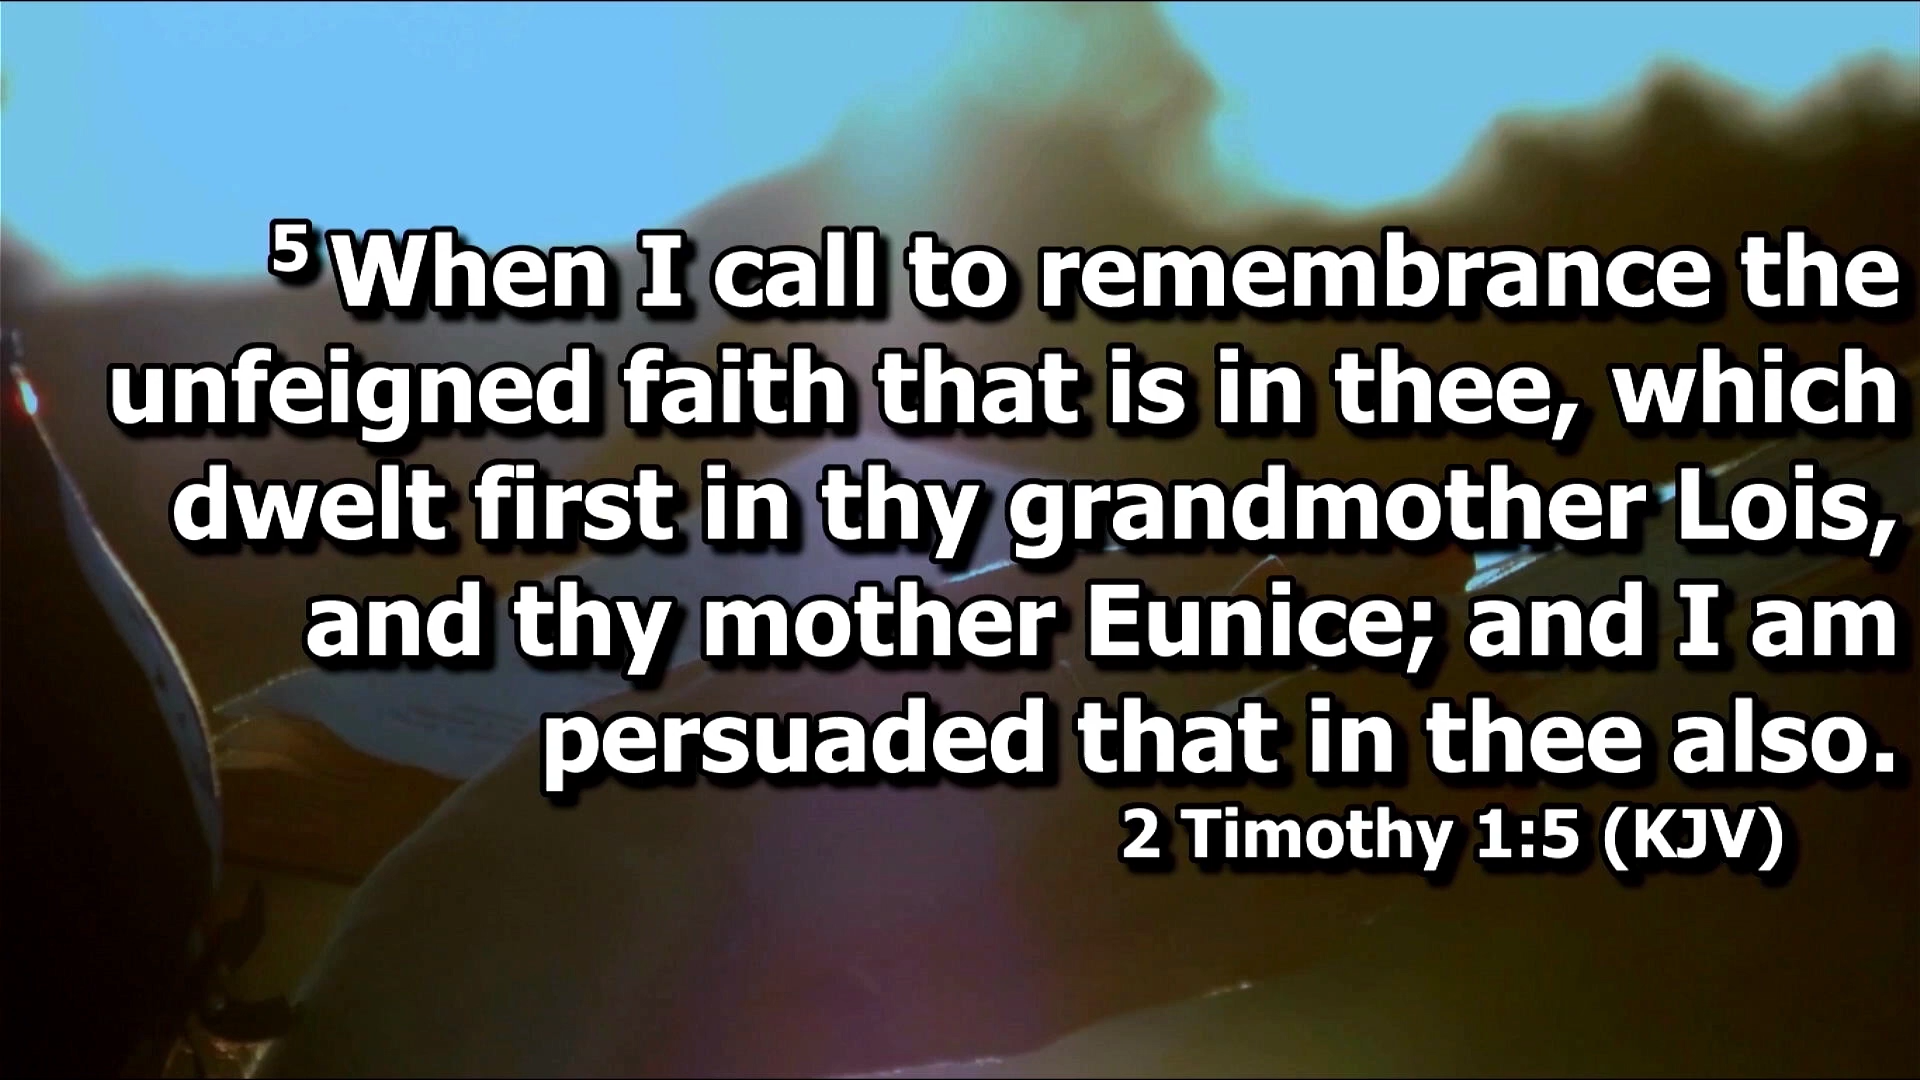 5 When I call to remembrance the
unfeigned faith that is in thee, which
dwelt first in thy grandmother Lois,
and thy mother Eunice; and I am
persuaded that in thee also.
2 Timothy 1:5 (KJV)